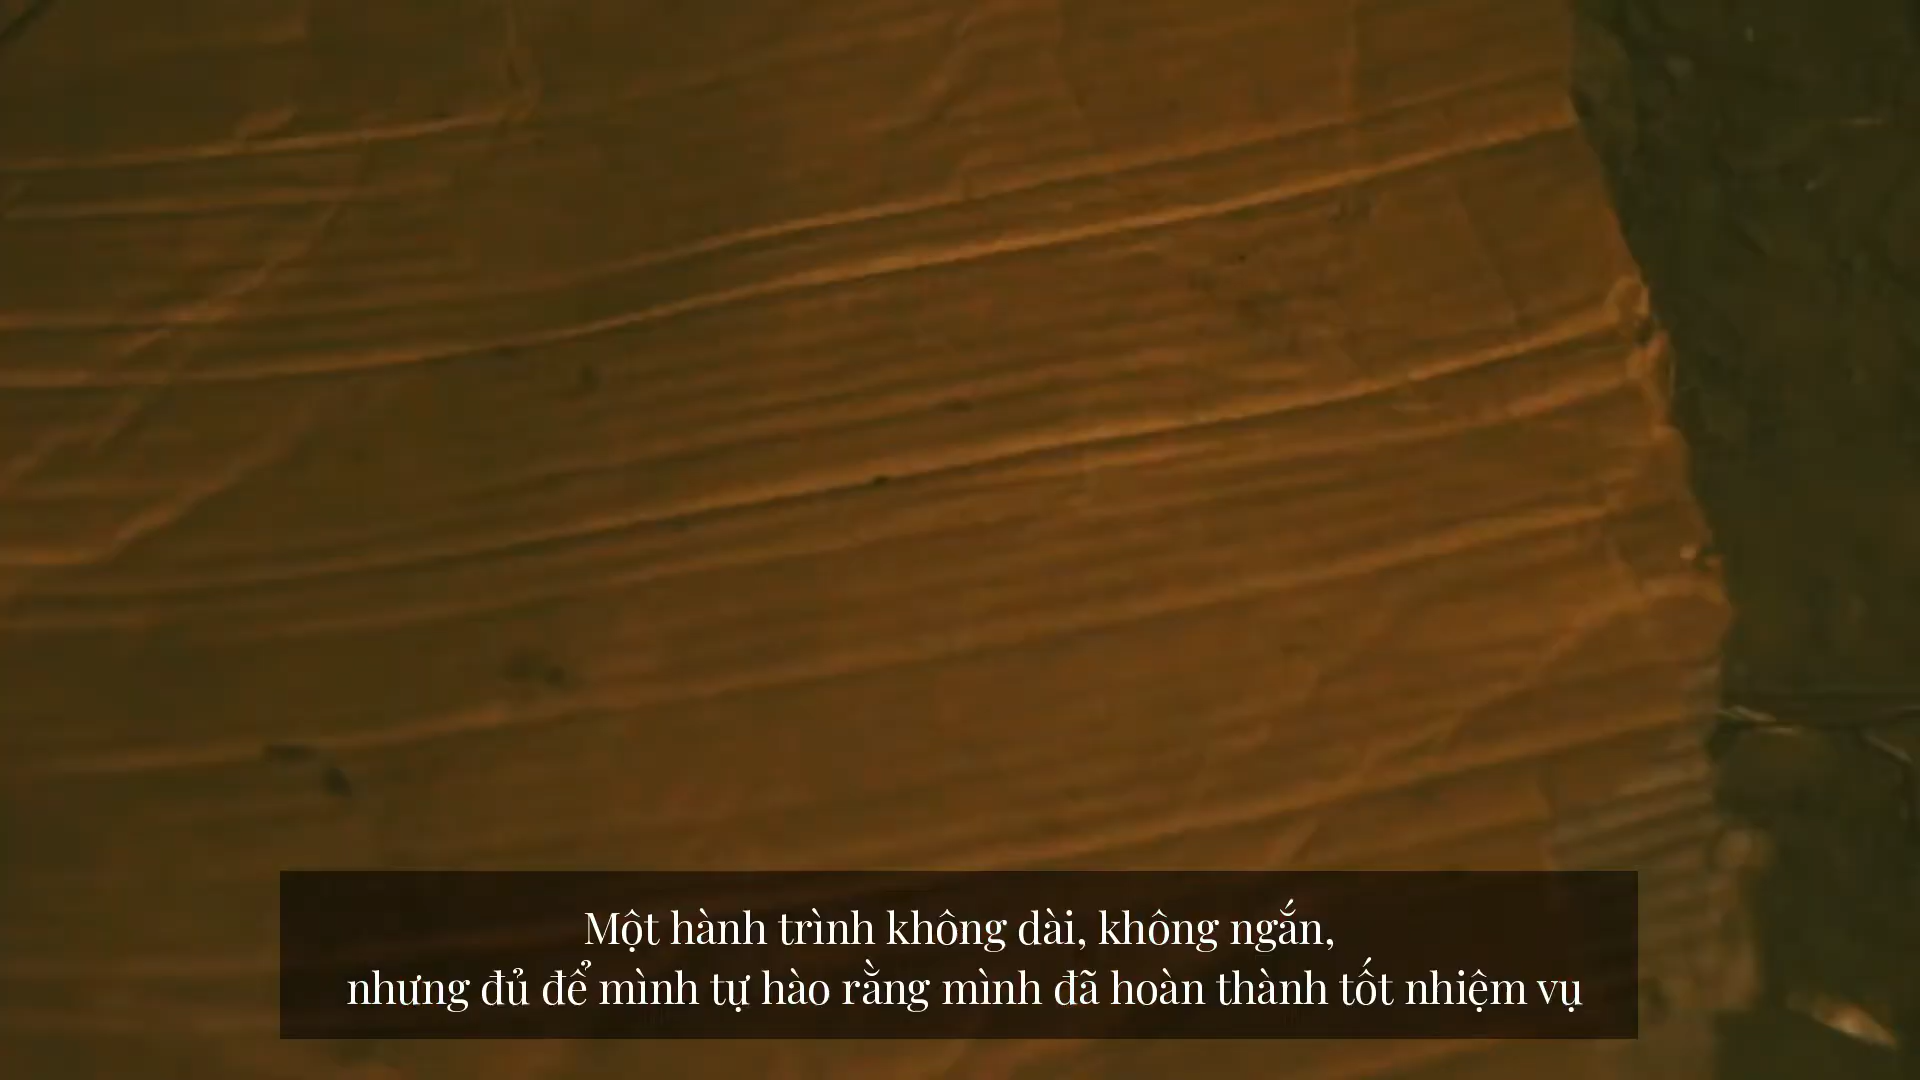 Một hành trình không dài, không ngắn,
nhưng đủ để mình tự hào rằng mình đã hoàn thành tốt nhiệm vụ